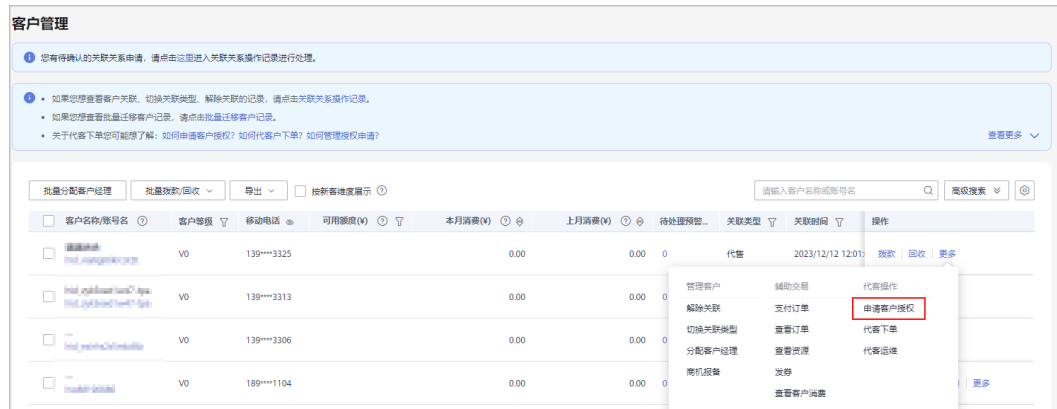 客户管理
您有待确认的关联关系申请，请点击这里进入关联关系操作记录进行处理。
• 如果您想查看客户关联、切换关联类型、解除关联的记录，请点击关联关系操作记录。
• 如果您想查看批量迁移客户记录，请点击批量迁移客户记录。
• 关于代客下单您可能想了解：如何申请客户授权？如何代客户下单？如何管理授权申请？
查看更多
批量分配客户经理 批量拨款/回收 导出 按新客维度展示 请输入客户名称或账号名 高级搜索
客户名称/账号名 客户等级 移动电话 可用额度(¥) 本月消费(¥) 上月消费(¥) 待处理预警... 关联类型 关联时间 操作
V0 139****3325 0.00 0.00 0 代售 2023/12/12 12:01: 拨款 回收 更多
管理客户 辅助交易 代客操作
V0 139****3313 0.00 0.00 0
解除关联 支付订单 申请客户授权
切换关联类型 查看订单 代客下单
V0 139****3306 0.00 0.00 0
分配客户经理 查看资源 代客运维
商机报备 发券
V0 189****1104 0.00 0.00 0 更多
查看客户消费